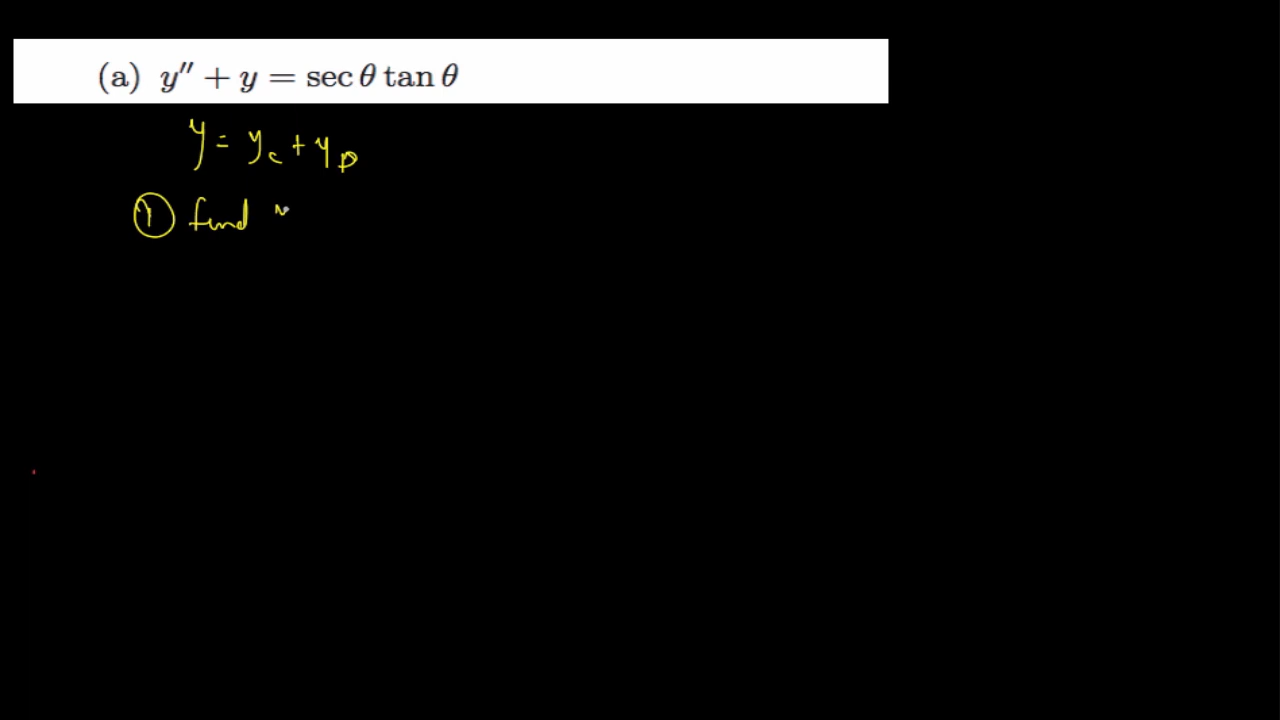 (a) y″ + y = sec θ tan θ
y = y_c + y_p
① find